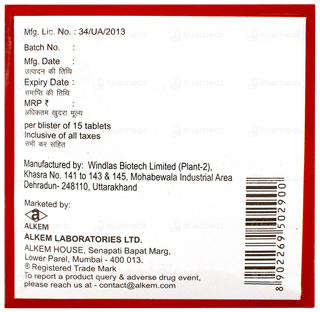 Mfg. Lic. No. : 34/UA/2013
Batch No. :
Mfg. Date :
उत्पादन की तिथि
Expiry Date :
समाप्ति की तिथि
MRP ₹ :
अधिकतम खुदरा मूल्य
per blister of 15 tablets
Inclusive of all taxes
सभी कर सहित
Manufactured by: Windlas Biotech Limited (Plant-2),
Khasra No. 141 to 143 & 145, Mohabewala Industrial Area
Dehradun- 248110, Uttarakhand
Marketed by:
ALKEM
ALKEM LABORATORIES LTD.
ALKEM HOUSE, Senapati Bapat Marg,
Lower Parel, Mumbai - 400 013.
® Registered Trade Mark
To report a product query & adverse drug event,
please reach us at - contact@alkem.com
8 902269 502900